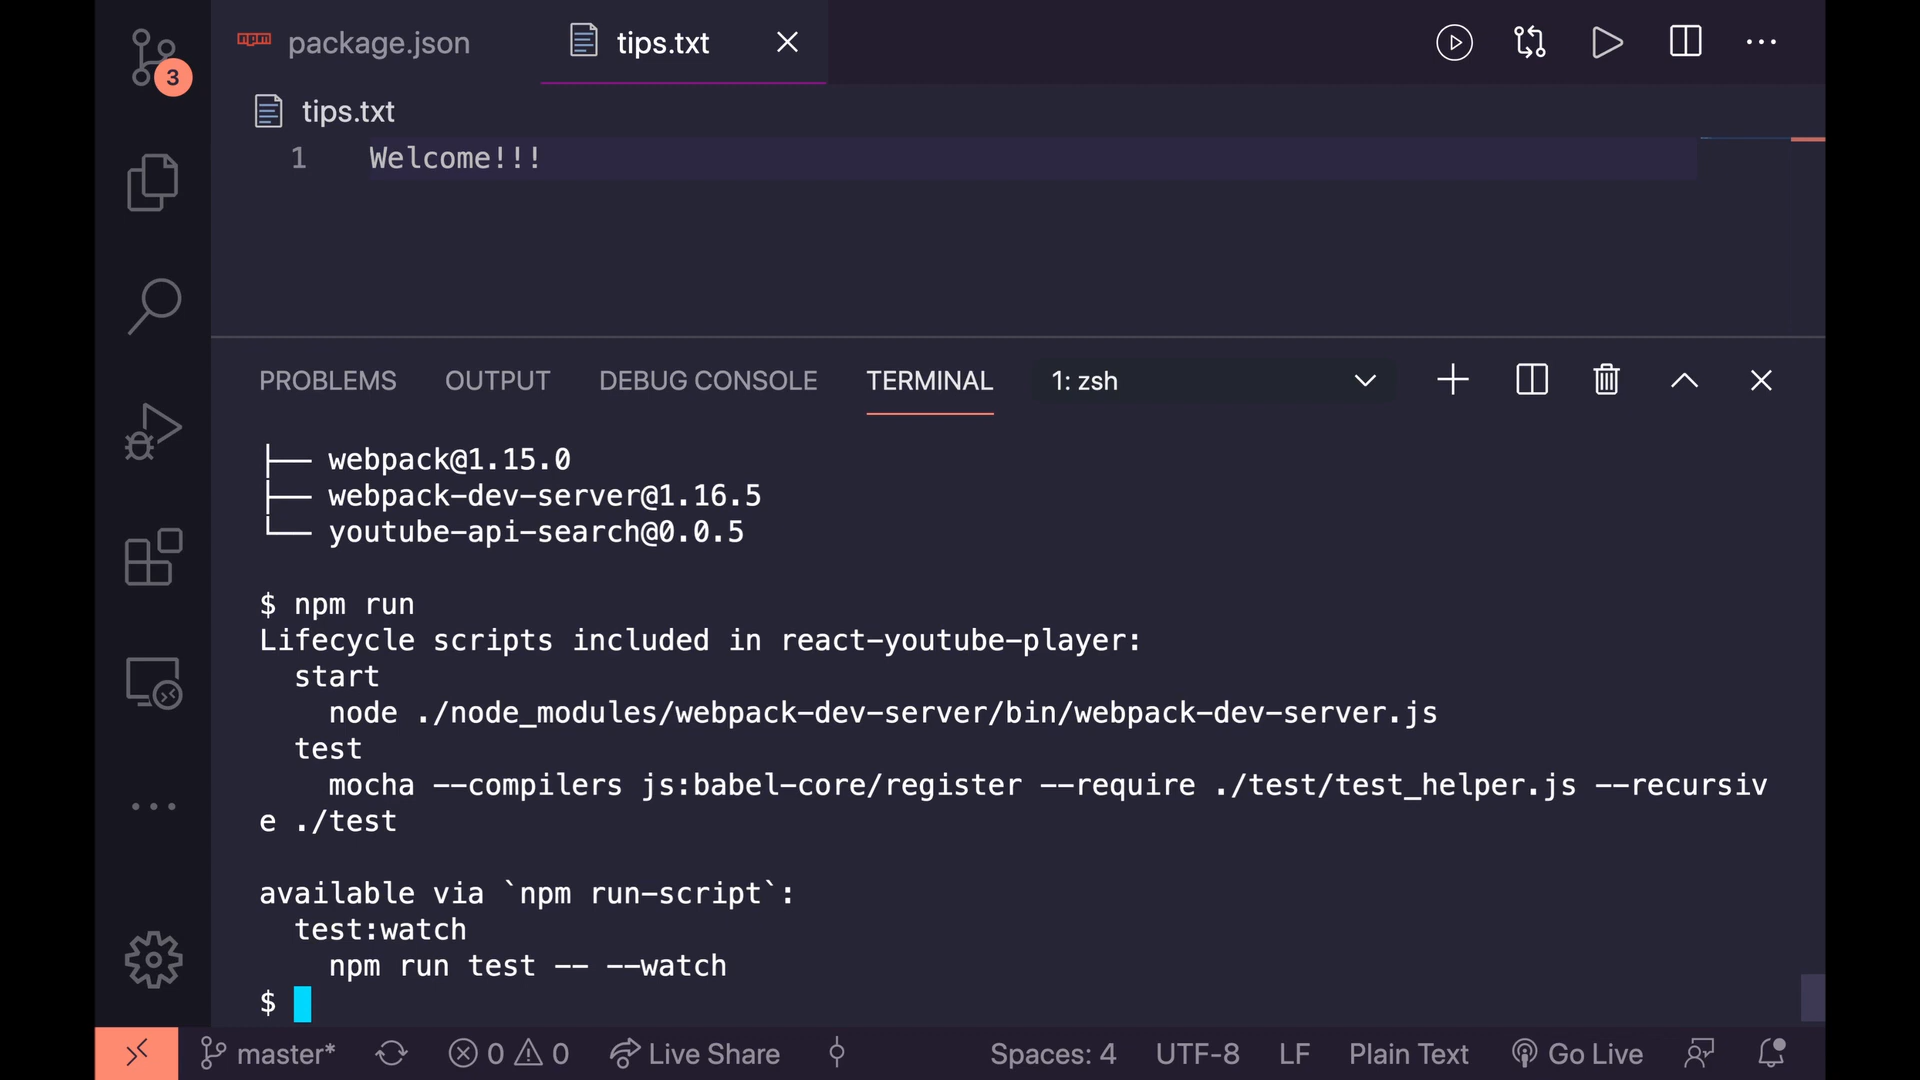 3
npm package.json
tips.txt
tips.txt
1 Welcome!!!
PROBLEMS OUTPUT DEBUG CONSOLE TERMINAL 1: zsh
├── webpack@1.15.0
├── webpack-dev-server@1.16.5
└── youtube-api-search@0.0.5
$ npm run
Lifecycle scripts included in react-youtube-player:
start
node ./node_modules/webpack-dev-server/bin/webpack-dev-server.js
test
mocha --compilers js:babel-core/register --require ./test/test_helper.js --recursiv
e ./test
available via `npm run-script`:
test:watch
npm run test -- --watch
$
master* 0 0 Live Share Spaces: 4 UTF-8 LF Plain Text Go Live